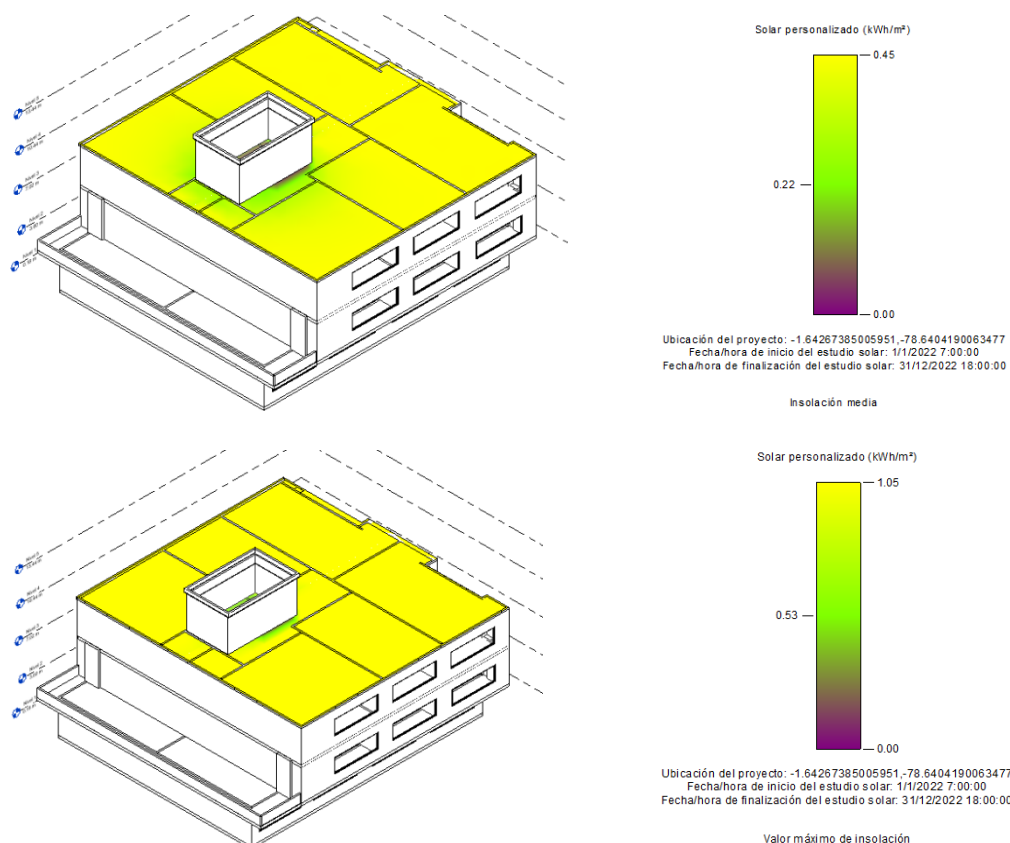 Solar personalizado (kWh/m²)
0.45
0.22
0.00
Ubicación del proyecto: -1.64267385005951,-78.6404190063477
Fecha/hora de inicio del estudio solar: 1/1/2022 7:00:00
Fecha/hora de finalización del estudio solar: 31/12/2022 18:00:00
Insolación media
Solar personalizado (kWh/m²)
1.05
0.53
0.00
Ubicación del proyecto: -1.64267385005951,-78.6404190063477
Fecha/hora de inicio del estudio solar: 1/1/2022 7:00:00
Fecha/hora de finalización del estudio solar: 31/12/2022 18:00:00
Valor máximo de insolación